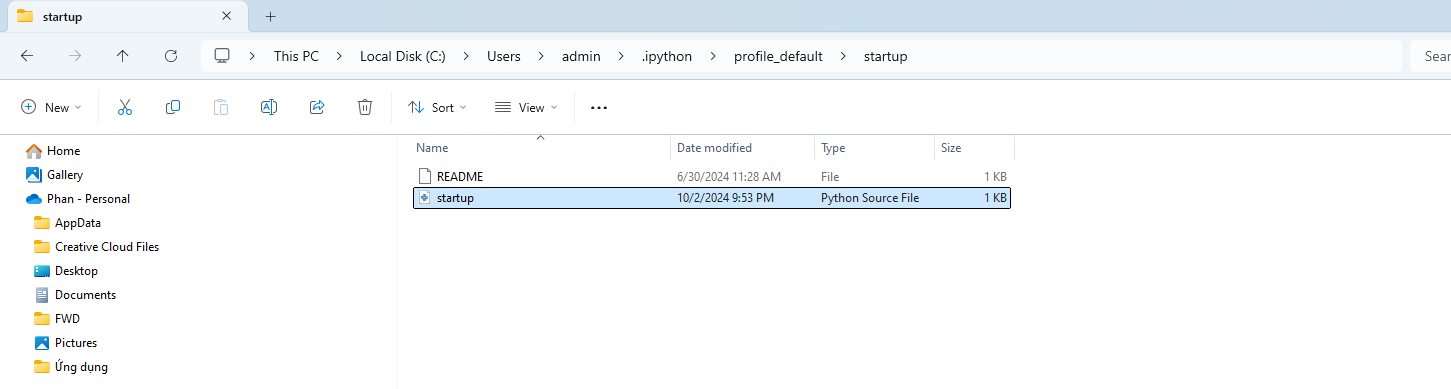 startup
This PC > Local Disk (C:) > Users > admin > .ipython > profile_default > startup
Sear
New Sort View
Name Date modified Type Size
README 6/30/2024 11:28 AM File 1 KB
startup 10/2/2024 9:53 PM Python Source File 1 KB
Home
Gallery
Phan - Personal
AppData
Creative Cloud Files
Desktop
Documents
FWD
Pictures
Ứng dụng